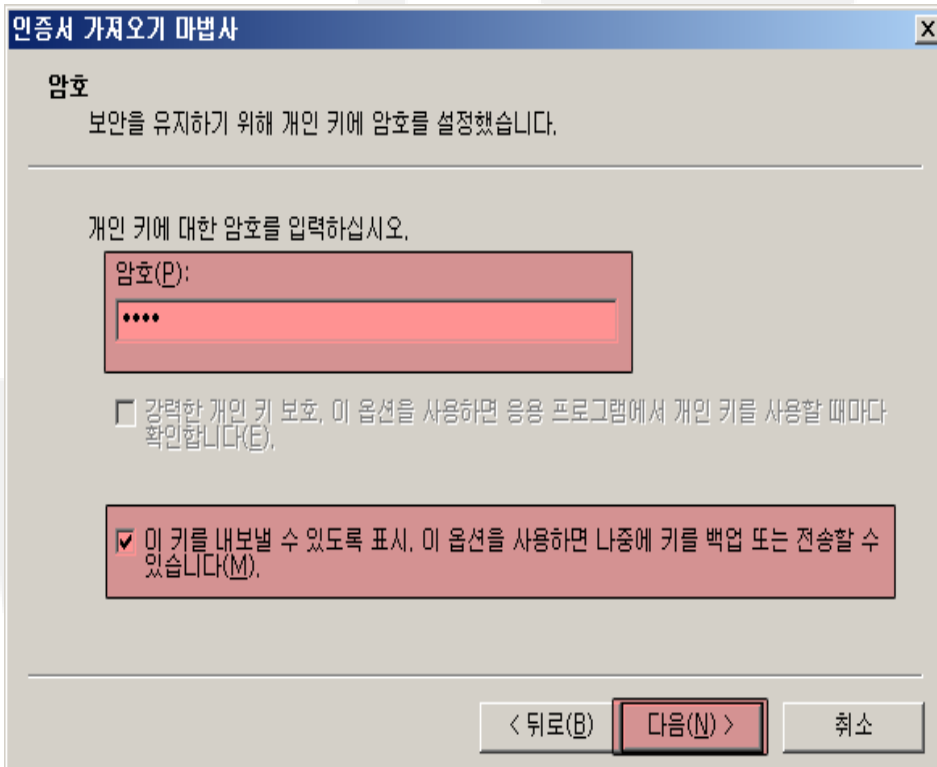 인증서 가져오기 마법사
암호
보안을 유지하기 위해 개인 키에 암호를 설정했습니다.
개인 키에 대한 암호를 입력하십시오.
암호(P):
••••
강력한 개인 키 보호. 이 옵션을 사용하면 응용 프로그램에서 개인 키를 사용할 때마다
확인합니다(E).
이 키를 내보낼 수 있도록 표시. 이 옵션을 사용하면 나중에 키를 백업 또는 전송할 수
있습니다(M).
< 뒤로(B) 다음(N) > 취소